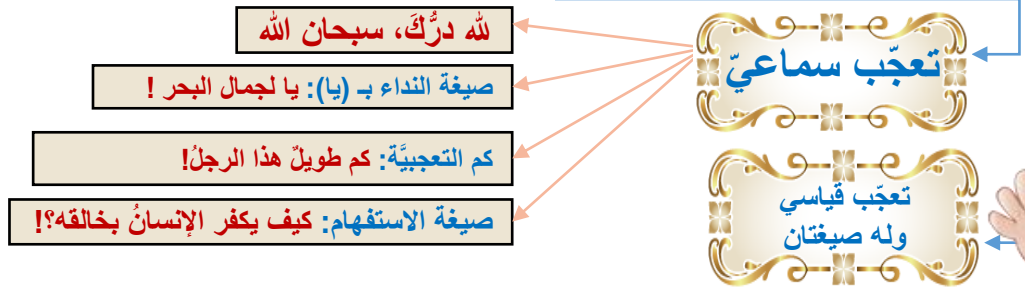 تعجّب سماعيّ
لله درُّكَ، سبحان الله
صيغة النداء بـ (يا): يا لجمال البحر !
كم التعجبيَّة: كم طويلٌ هذا الرجلُ!
صيغة الاستفهام: كيف يكفر الإنسانُ بخالقه؟!
تعجّب قياسي
وله صيغتان